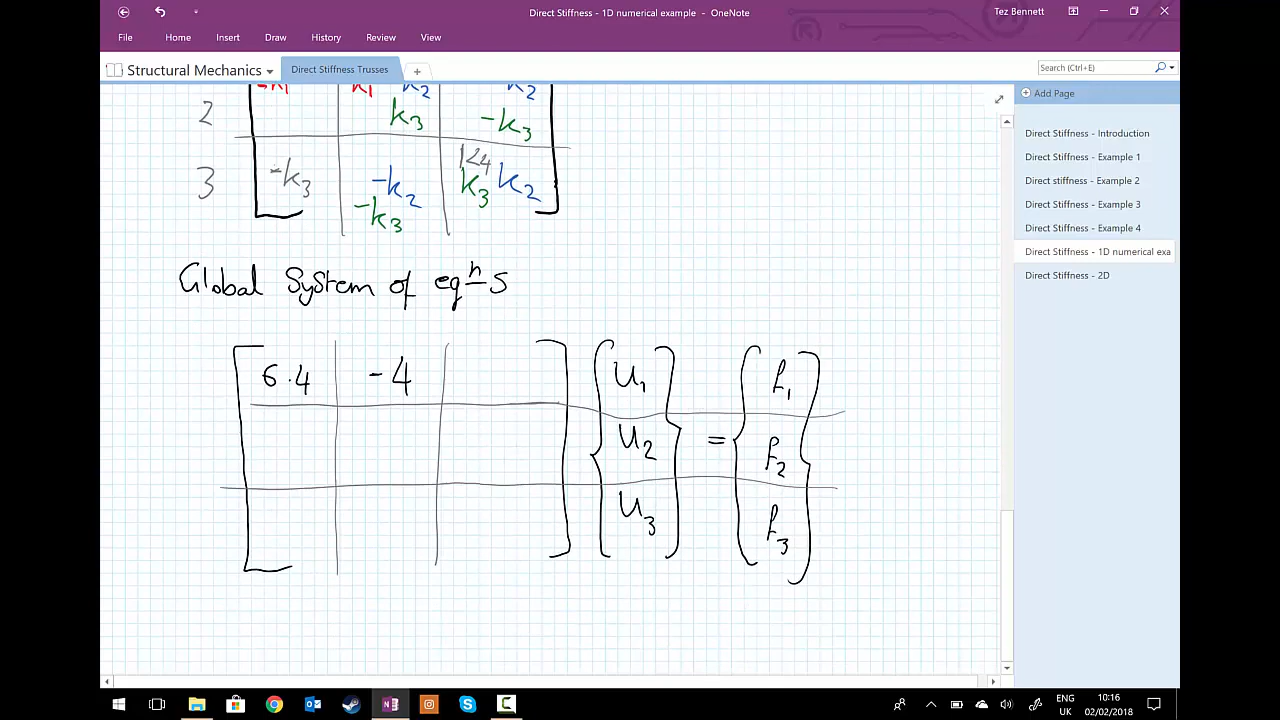 Direct Stiffness - 1D numerical example - OneNote
Tez Bennett
File Home Insert Draw History Review View
Structural Mechanics
Direct Stiffness Trusses
Search (Ctrl+E)
Add Page
Direct Stiffness - Introduction
Direct Stiffness - Example 1
Direct stiffness - Example 2
Direct Stiffness - Example 3
Direct Stiffness - Example 4
Direct Stiffness - 1D numerical exa
Direct Stiffness - 2D
-k1 k1 k2 k2
2 k3 -k3
k4
3 -k3 -k2 k3 k2
-k3
Global System of eqns
6.4 -4 u1 f1
u2 = f2
u3 f3
ENG
UK
10:16
02/02/2018